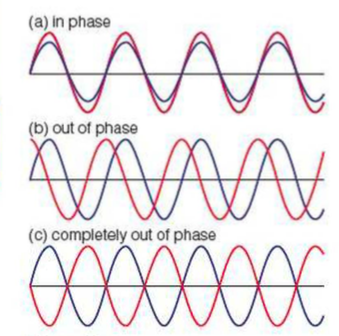 (a) in phase
(b) out of phase
(c) completely out of phase